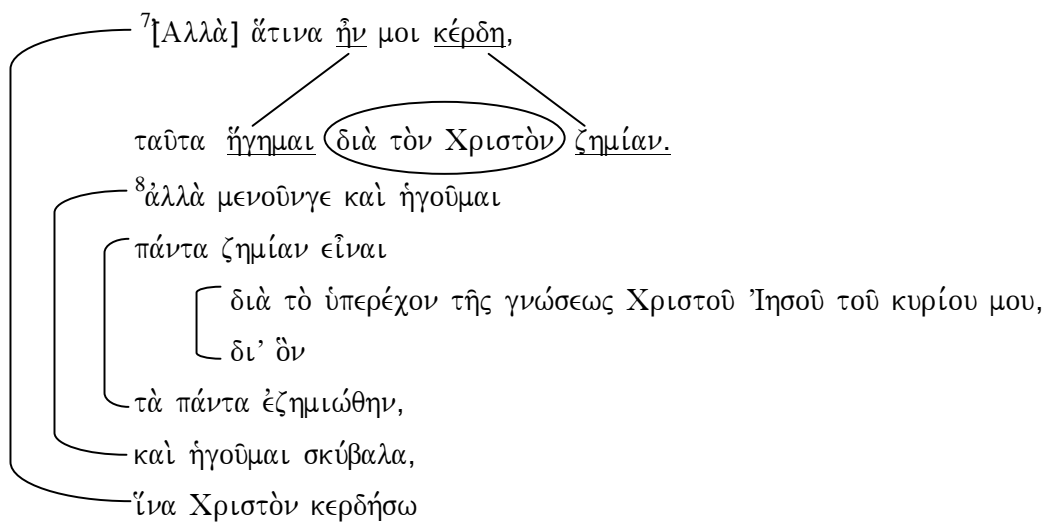 7[Αλλὰ] ἅτινα ἦν μοι κέρδη,
ταῦτα ἥγημαι διὰ τὸν Χριστὸν ζημίαν.
8ἀλλὰ μενοῦνγε καὶ ἡγοῦμαι
πάντα ζημίαν εἶναι
διὰ τὸ ὑπερέχον τῆς γνώσεως Χριστοῦ Ἰησοῦ τοῦ κυρίου μου,
δι’ ὃν
τὰ πάντα ἐζημιώθην,
καὶ ἡγοῦμαι σκύβαλα,
ἵνα Χριστὸν κερδήσω